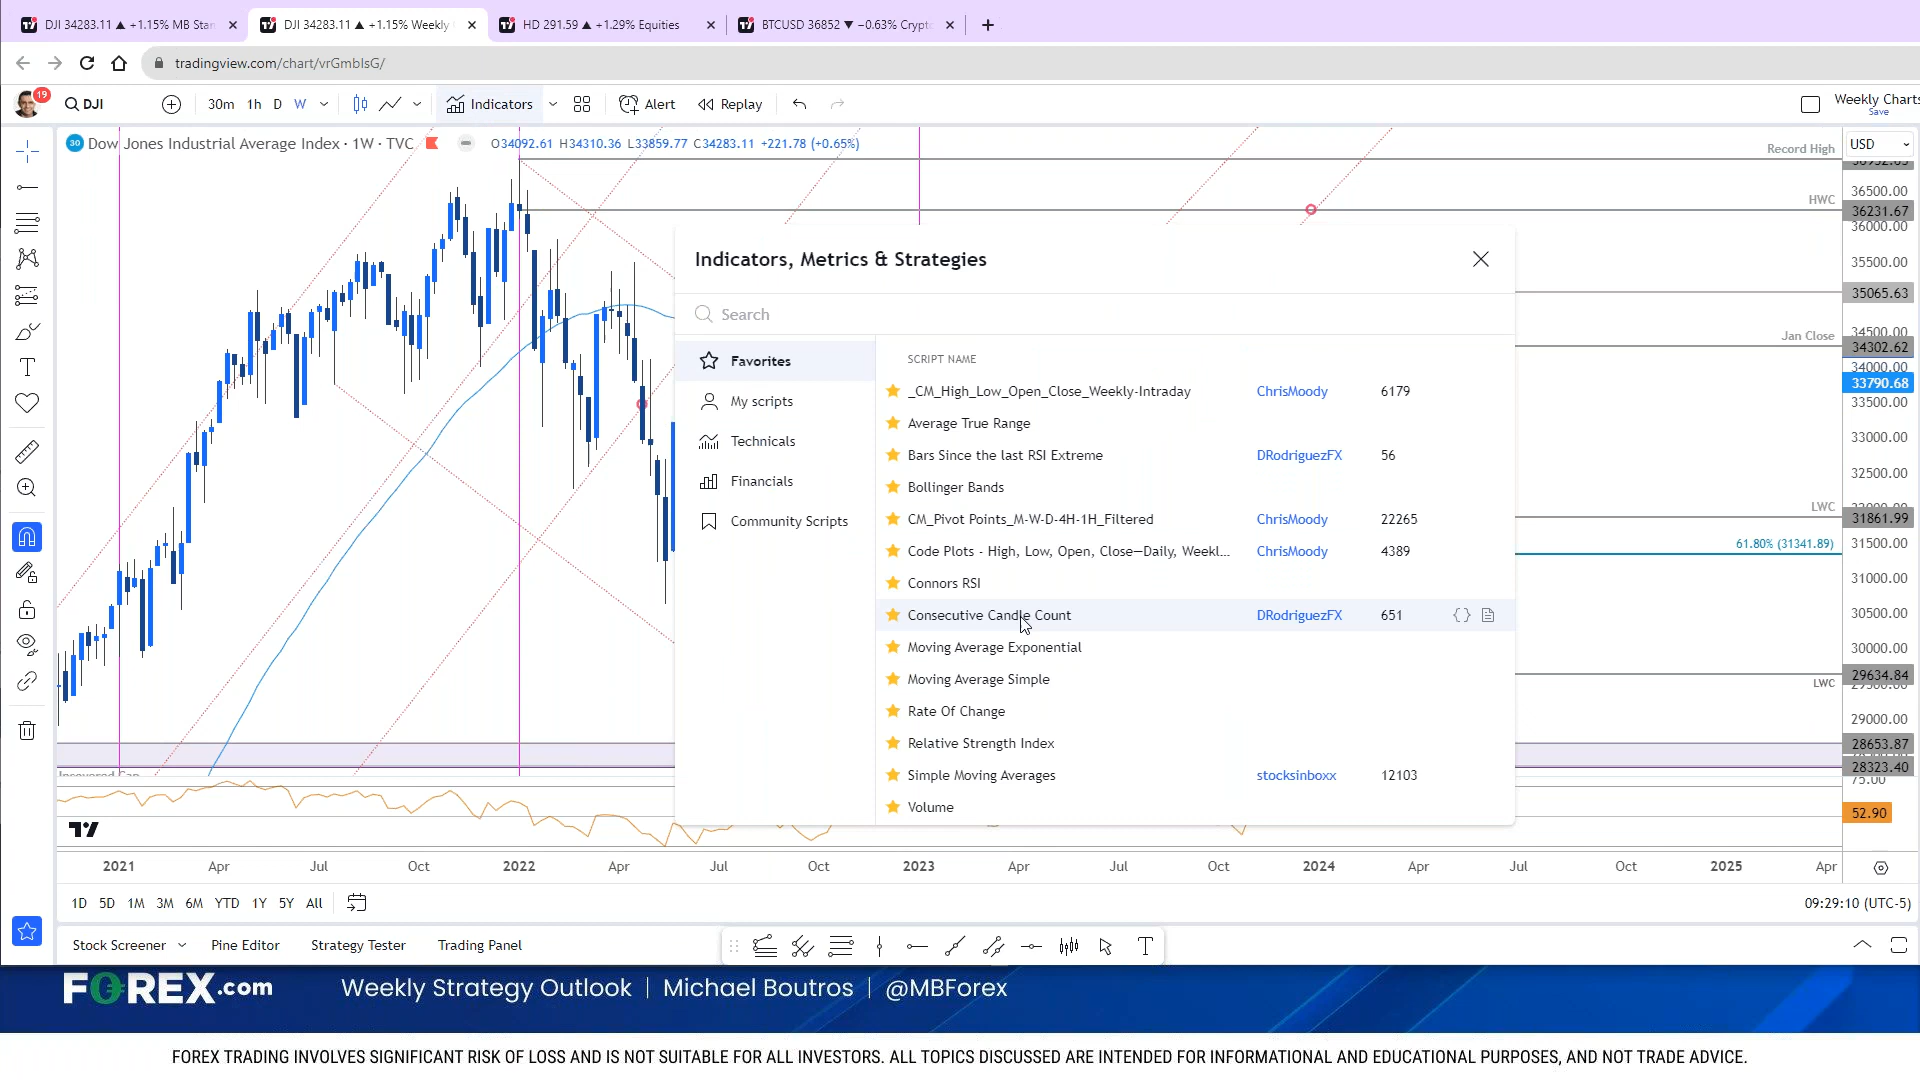 DJI 34283.11 ▲ +1.15% MB Stan
DJI 34283.11 ▲ +1.15% Weekly
HD 291.59 ▲ +1.29% Equities
BTCUSD 36852 ▼ −0.63% Crypt
tradingview.com/chart/vrGmbIsG/
19
DJI
30m 1h D W
Indicators
Alert
Replay
Weekly Charts
Save
30 Dow Jones Industrial Average Index · 1W · TVC
O34092.61 H34310.36 L33859.77 C34283.11 +221.78 (+0.65%)
USD
Record High
36500.00
HWC
36231.67
36000.00
35500.00
35065.63
34500.00
Jan Close
34302.62
34000.00
33790.68
33500.00
33000.00
32500.00
LWC
31861.99
61.80% (31341.89)
31500.00
31000.00
30500.00
30000.00
29634.84
LWC
29500.00
29000.00
28653.87
28323.40
75.00
52.90
Indicators, Metrics & Strategies
Search
Favorites
My scripts
Technicals
Financials
Community Scripts
SCRIPT NAME
_CM_High_Low_Open_Close_Weekly-Intraday ChrisMoody 6179
Average True Range
Bars Since the last RSI Extreme DRodriguezFX 56
Bollinger Bands
CM_Pivot Points_M-W-D-4H-1H_Filtered ChrisMoody 22265
Code Plots - High, Low, Open, Close—Daily, Weekl... ChrisMoody 4389
Connors RSI
Consecutive Candle Count DRodriguezFX 651
Moving Average Exponential
Moving Average Simple
Rate Of Change
Relative Strength Index
Simple Moving Averages stocksinboxx 12103
Volume
2021 Apr Jul Oct 2022 Apr Jul Oct 2023 Apr Jul Oct 2024 Apr Jul Oct 2025 Apr
1D 5D 1M 3M 6M YTD 1Y 5Y All
09:29:10 (UTC-5)
Stock Screener
Pine Editor
Strategy Tester
Trading Panel
FOREX.com
Weekly Strategy Outlook | Michael Boutros | @MBForex
FOREX TRADING INVOLVES SIGNIFICANT RISK OF LOSS AND IS NOT SUITABLE FOR ALL INVESTORS. ALL TOPICS DISCUSSED ARE INTENDED FOR INFORMATIONAL AND EDUCATIONAL PURPOSES, AND NOT TRADE ADVICE.